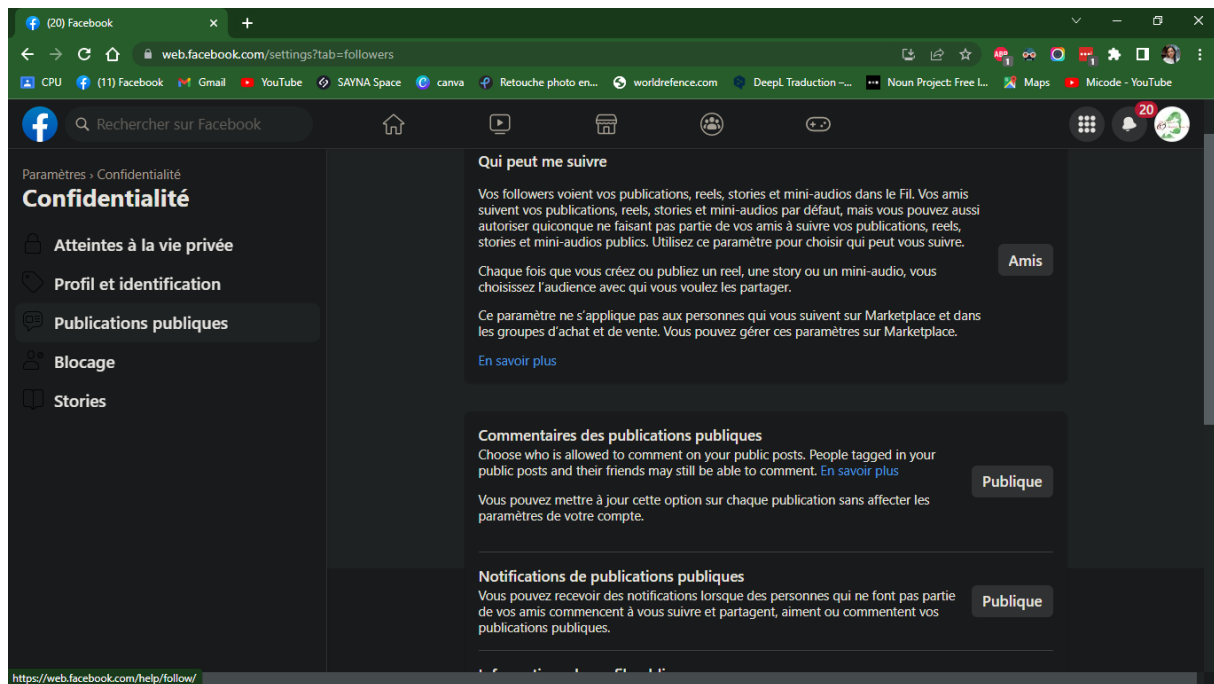 (20) Facebook
web.facebook.com/settings?tab=followers
CPU (11) Facebook Gmail YouTube SAYNA Space canva Retouche photo en... worldrefence.com DeepL Traduction –... Noun Project: Free I... Maps Micode - YouTube
Rechercher sur Facebook
20
Paramètres › Confidentialité
Confidentialité
Atteintes à la vie privée
Profil et identification
Publications publiques
Blocage
Stories
Qui peut me suivre
Vos followers voient vos publications, reels, stories et mini-audios dans le Fil. Vos amis
suivent vos publications, reels, stories et mini-audios par défaut, mais vous pouvez aussi
autoriser quiconque ne faisant pas partie de vos amis à suivre vos publications, reels,
stories et mini-audios publics. Utilisez ce paramètre pour choisir qui peut vous suivre.
Amis
Chaque fois que vous créez ou publiez un reel, une story ou un mini-audio, vous
choisissez l’audience avec qui vous voulez les partager.
Ce paramètre ne s’applique pas aux personnes qui vous suivent sur Marketplace et dans
les groupes d’achat et de vente. Vous pouvez gérer ces paramètres sur Marketplace.
En savoir plus
Commentaires des publications publiques
Choose who is allowed to comment on your public posts. People tagged in your
public posts and their friends may still be able to comment. En savoir plus
Publique
Vous pouvez mettre à jour cette option sur chaque publication sans affecter les
paramètres de votre compte.
Notifications de publications publiques
Vous pouvez recevoir des notifications lorsque des personnes qui ne font pas partie
de vos amis commencent à vous suivre et partagent, aiment ou commentent vos
publications publiques.
Publique
https://web.facebook.com/help/follow/